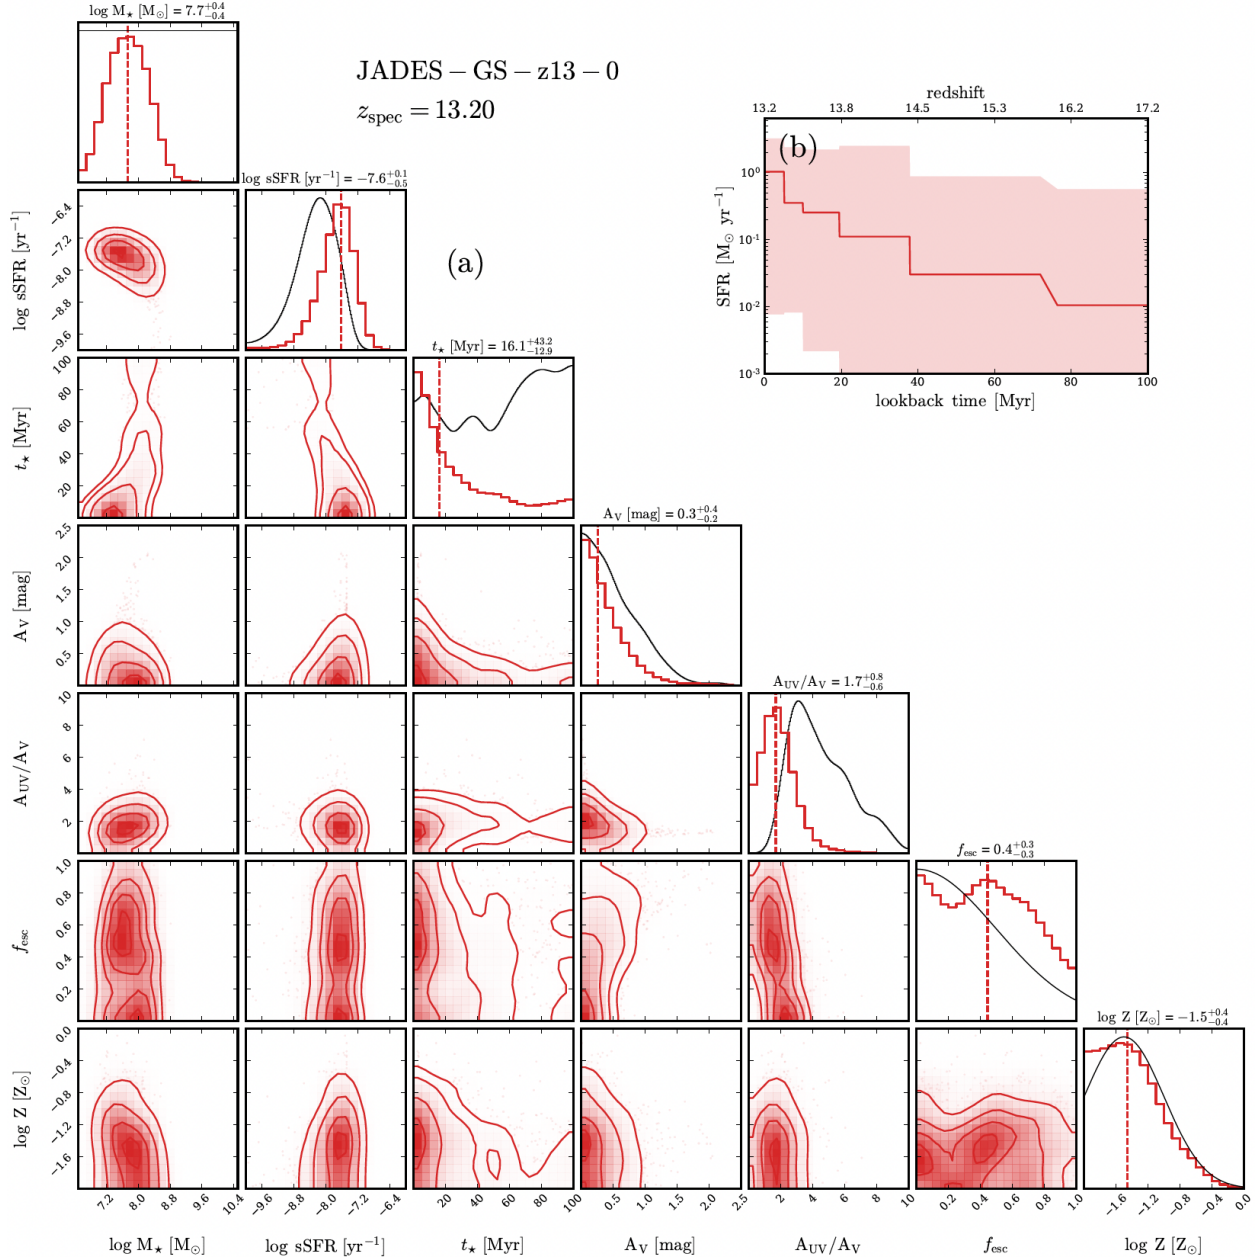 log M⋆ [M⊙] = 7.7+0.4−0.4
JADES − GS − z13 − 0
zspec = 13.20
redshift
13.2 13.8 14.5 15.3 16.2 17.2
(b)
SFR [M⊙ yr−1]
10^0
10^-1
10^-2
10^-3
0 20 40 60 80 100
lookback time [Myr]
log sSFR [yr−1] = −7.6+0.1−0.5
(a)
log sSFR [yr−1]
−6.4
−7.2
−8.0
−8.8
−9.6
t⋆ [Myr] = 16.1+43.2−12.9
t⋆ [Myr]
100
80
60
40
20
AV [mag] = 0.3+0.4−0.2
AV [mag]
2.5
2.0
1.5
1.0
0.5
AUV/AV = 1.7+0.8−0.6
AUV/AV
10
8
6
4
2
fesc = 0.4+0.3−0.3
fesc
1.0
0.8
0.6
0.4
0.2
log Z [Z⊙] = −1.5+0.4−0.4
log Z [Z⊙]
0.0
−0.4
−0.8
−1.2
−1.6
7.2 8.0 8.8 9.6 10.4
−9.6 −8.8 −8.0 −7.2 −6.4
20 40 60 80 100
0.5 1.0 1.5 2.0 2.5
2 4 6 8 10
0.2 0.4 0.6 0.8 1.0
−1.6 −1.2 −0.8 −0.4 0.0
log M⋆ [M⊙]
log sSFR [yr−1]
t⋆ [Myr]
AV [mag]
AUV/AV
fesc
log Z [Z⊙]